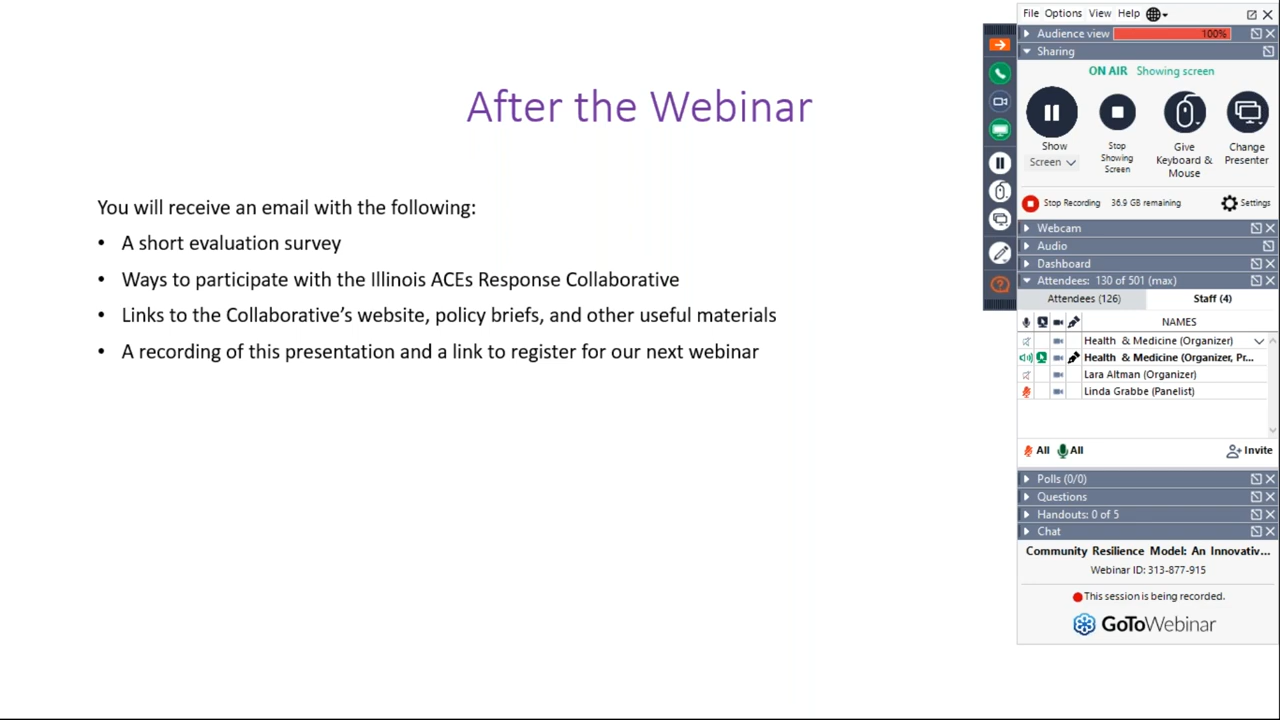 After the Webinar
You will receive an email with the following:
• A short evaluation survey
• Ways to participate with the Illinois ACEs Response Collaborative
• Links to the Collaborative's website, policy briefs, and other useful materials
• A recording of this presentation and a link to register for our next webinar
File Options View Help
Audience view 100%
Sharing
ON AIR Showing screen
Show
Screen
Stop
Showing
Screen
Give
Keyboard &
Mouse
Change
Presenter
Stop Recording 36.9 GB remaining Settings
Webcam
Audio
Dashboard
Attendees: 130 of 501 (max)
Attendees (126) Staff (4)
NAMES
Health & Medicine (Organizer)
Health & Medicine (Organizer, Pr...
Lara Altman (Organizer)
Linda Grabbe (Panelist)
All All Invite
Polls (0/0)
Questions
Handouts: 0 of 5
Chat
Community Resilience Model: An Innovativ...
Webinar ID: 313-877-915
This session is being recorded.
GoToWebinar